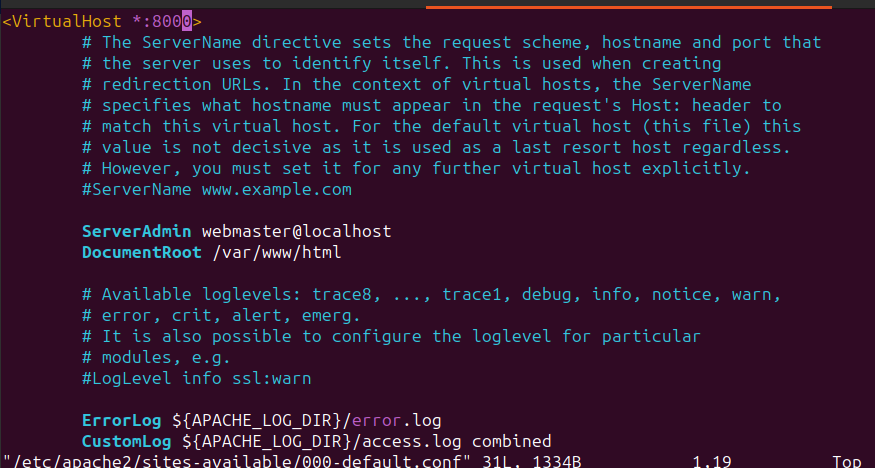 <VirtualHost *:8000>
# The ServerName directive sets the request scheme, hostname and port that
# the server uses to identify itself. This is used when creating
# redirection URLs. In the context of virtual hosts, the ServerName
# specifies what hostname must appear in the request's Host: header to
# match this virtual host. For the default virtual host (this file) this
# value is not decisive as it is used as a last resort host regardless.
# However, you must set it for any further virtual host explicitly.
#ServerName www.example.com
ServerAdmin webmaster@localhost
DocumentRoot /var/www/html
# Available loglevels: trace8, ..., trace1, debug, info, notice, warn,
# error, crit, alert, emerg.
# It is also possible to configure the loglevel for particular
# modules, e.g.
#LogLevel info ssl:warn
ErrorLog ${APACHE_LOG_DIR}/error.log
CustomLog ${APACHE_LOG_DIR}/access.log combined
"/etc/apache2/sites-available/000-default.conf" 31L, 1334B 1,19 Top